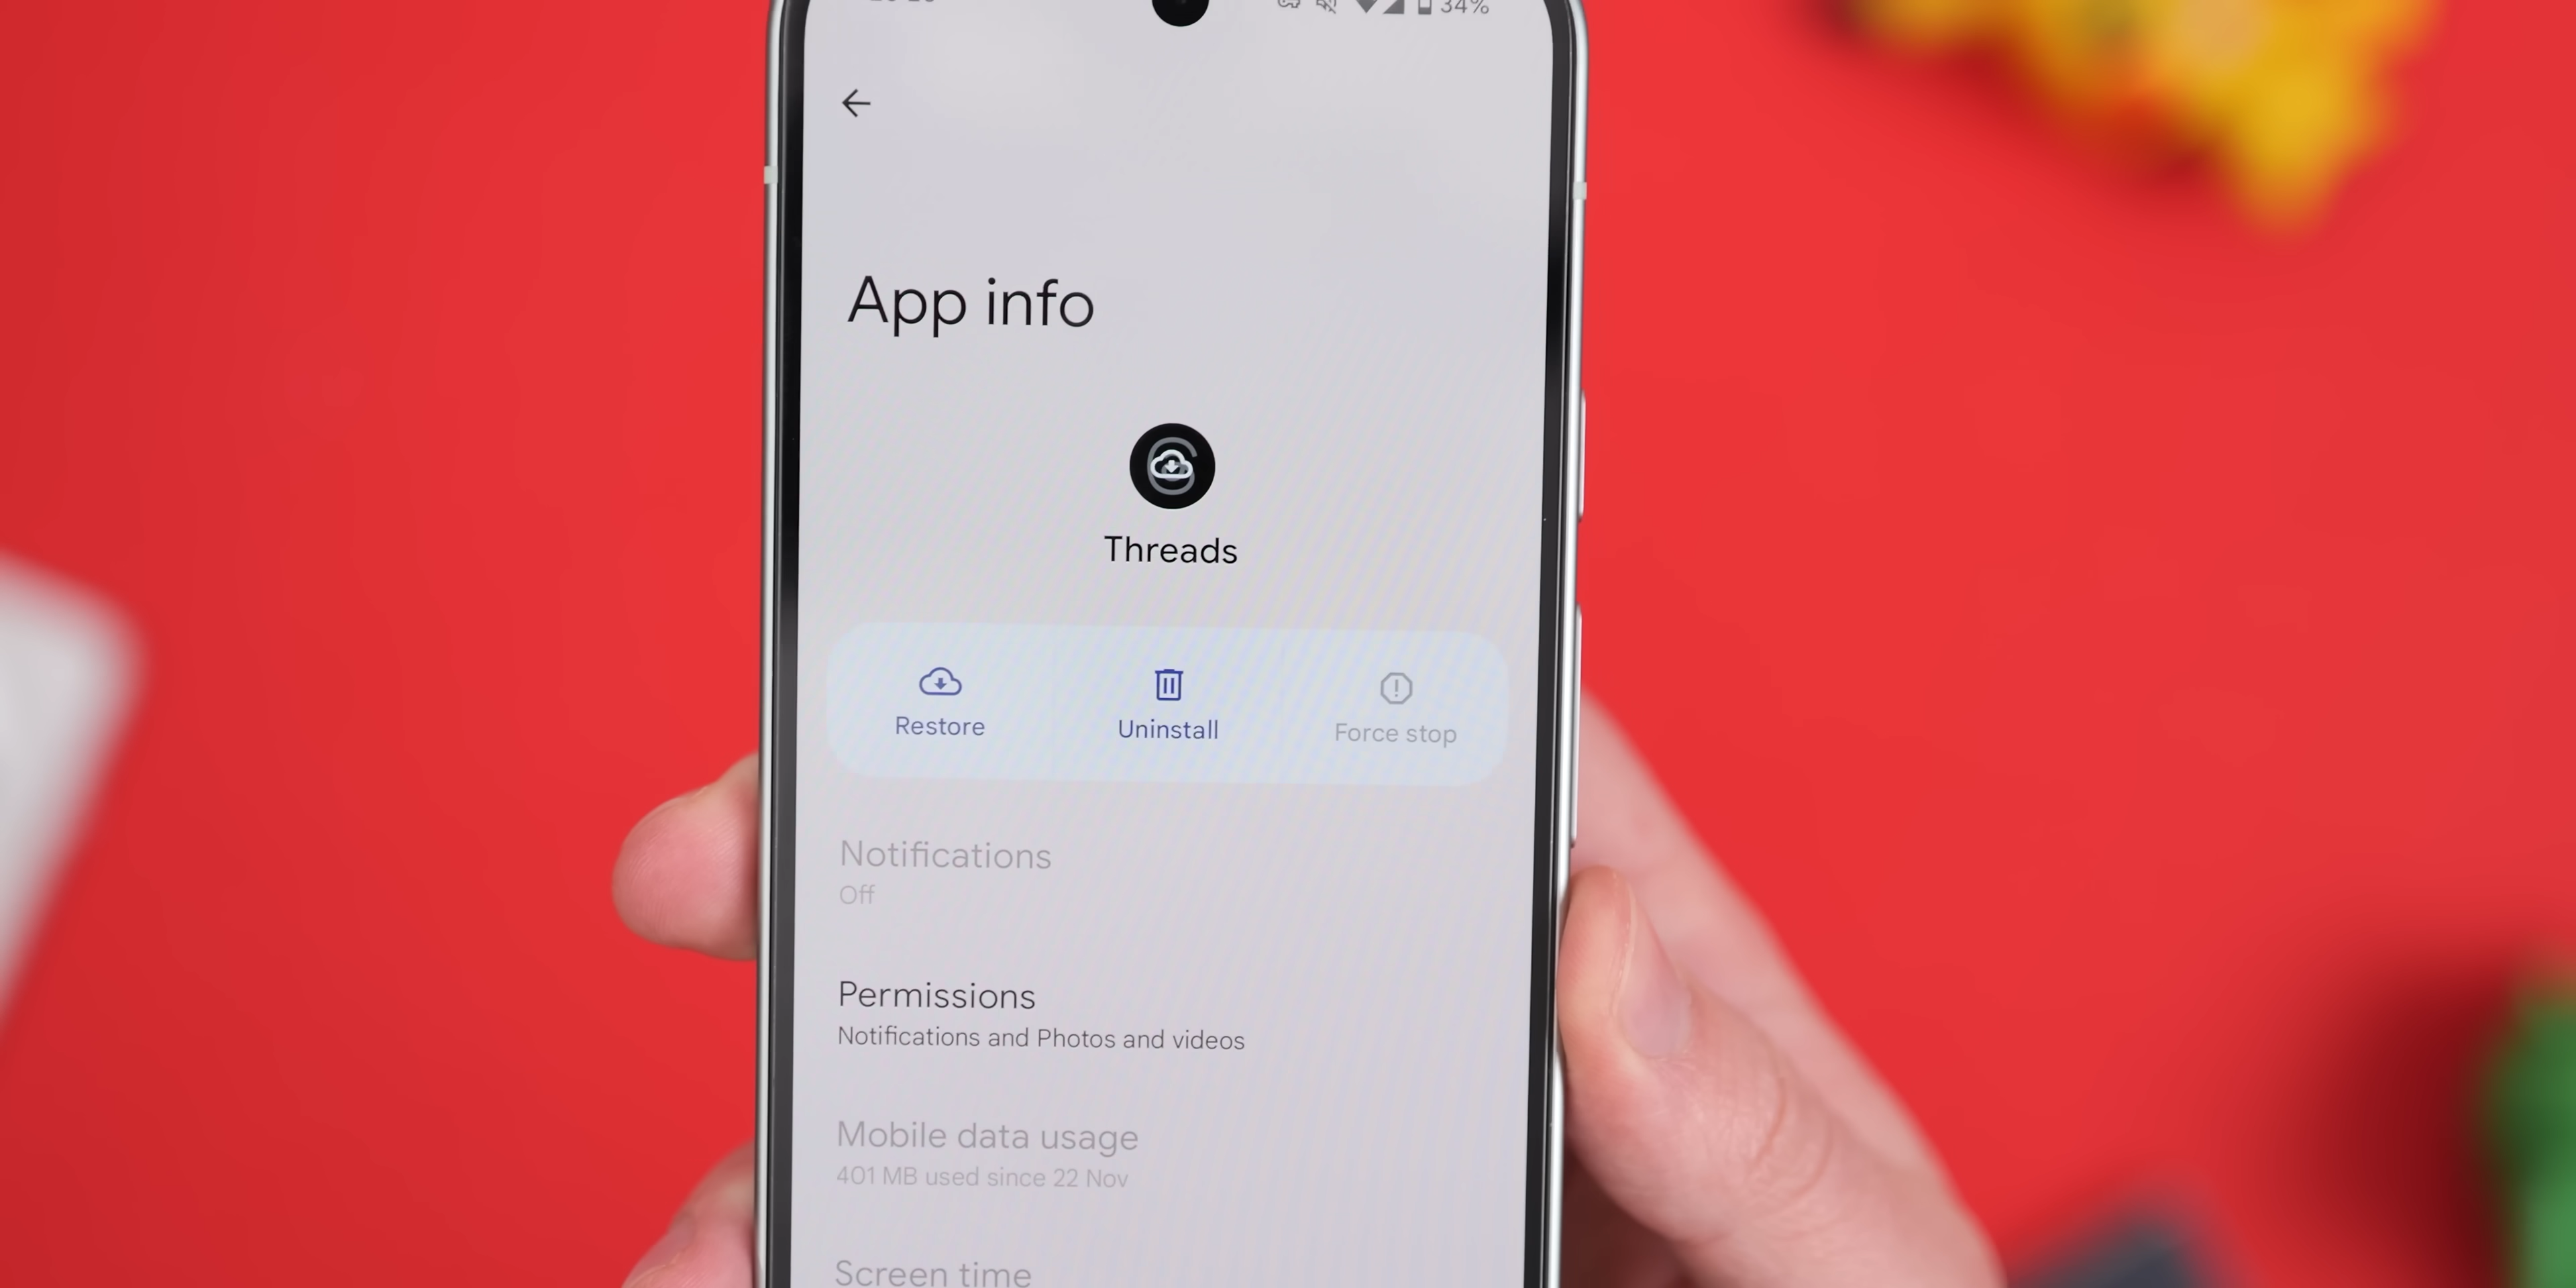 34%
App info
Threads
Restore
Uninstall
Force stop
Notifications
Off
Permissions
Notifications and Photos and videos
Mobile data usage
401 MB used since 22 Nov
Screen time